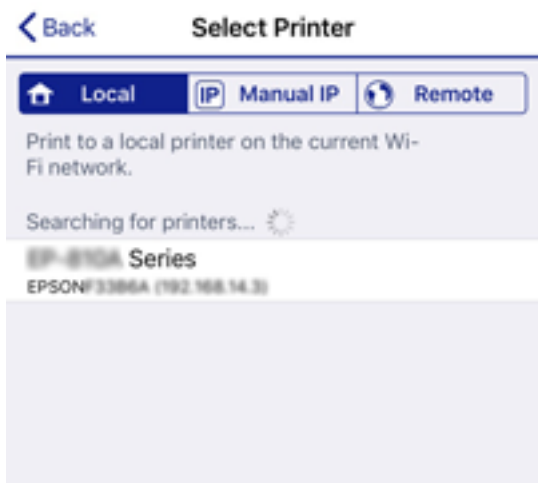 Back
Select Printer
Local
IP Manual IP
Remote
Print to a local printer on the current Wi-
Fi network.
Searching for printers...
Series
EPSON